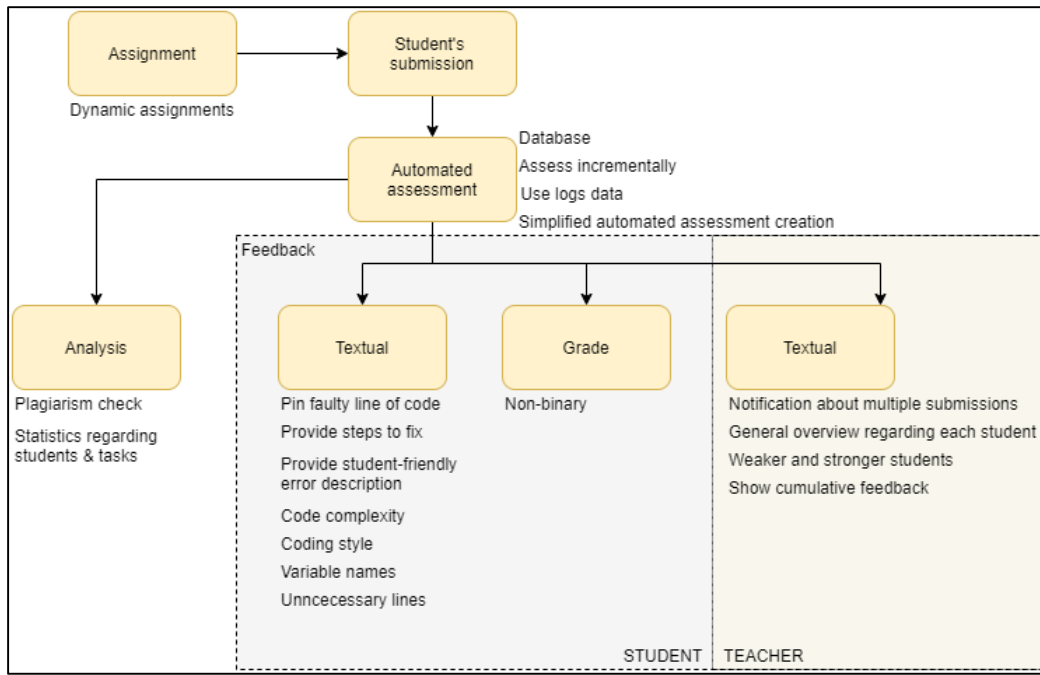 Assignment
Student's
submission
Dynamic assignments
Automated
assessment
Database
Assess incrementally
Use logs data
Simplified automated assessment creation
Feedback
Analysis
Plagiarism check
Statistics regarding
students & tasks
Textual
Pin faulty line of code
Provide steps to fix
Provide student-friendly
error description
Code complexity
Coding style
Variable names
Unncecessary lines
Grade
Non-binary
Textual
Notification about multiple submissions
General overview regarding each student
Weaker and stronger students
Show cumulative feedback
STUDENT
TEACHER